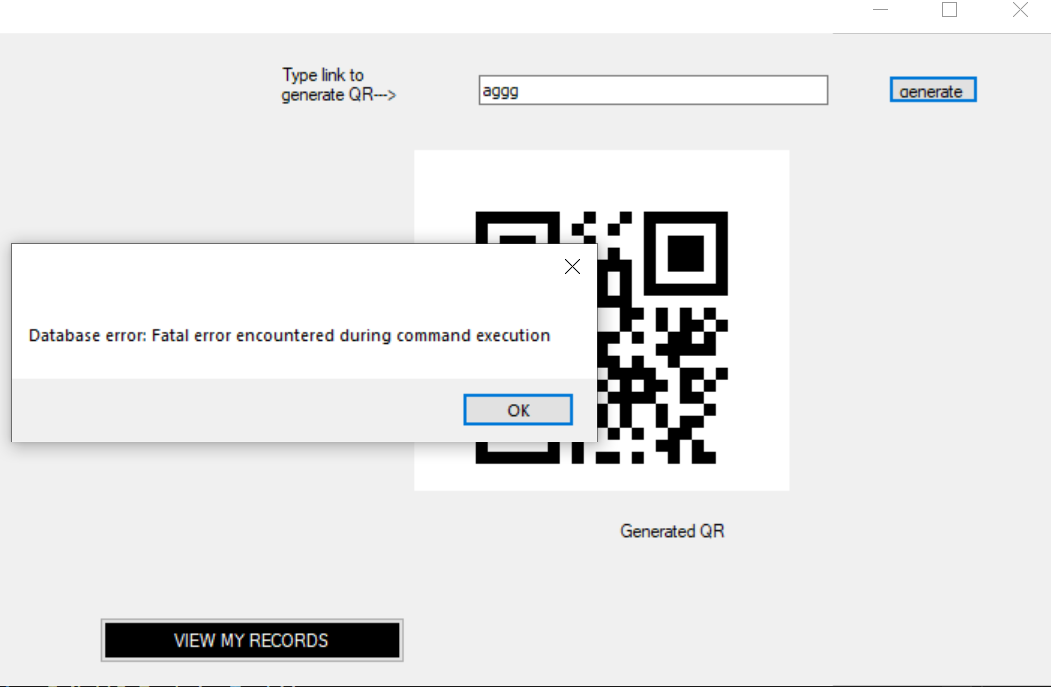 Type link to
generate QR--->
aggg
generate
Database error: Fatal error encountered during command execution
OK
Generated QR
VIEW MY RECORDS